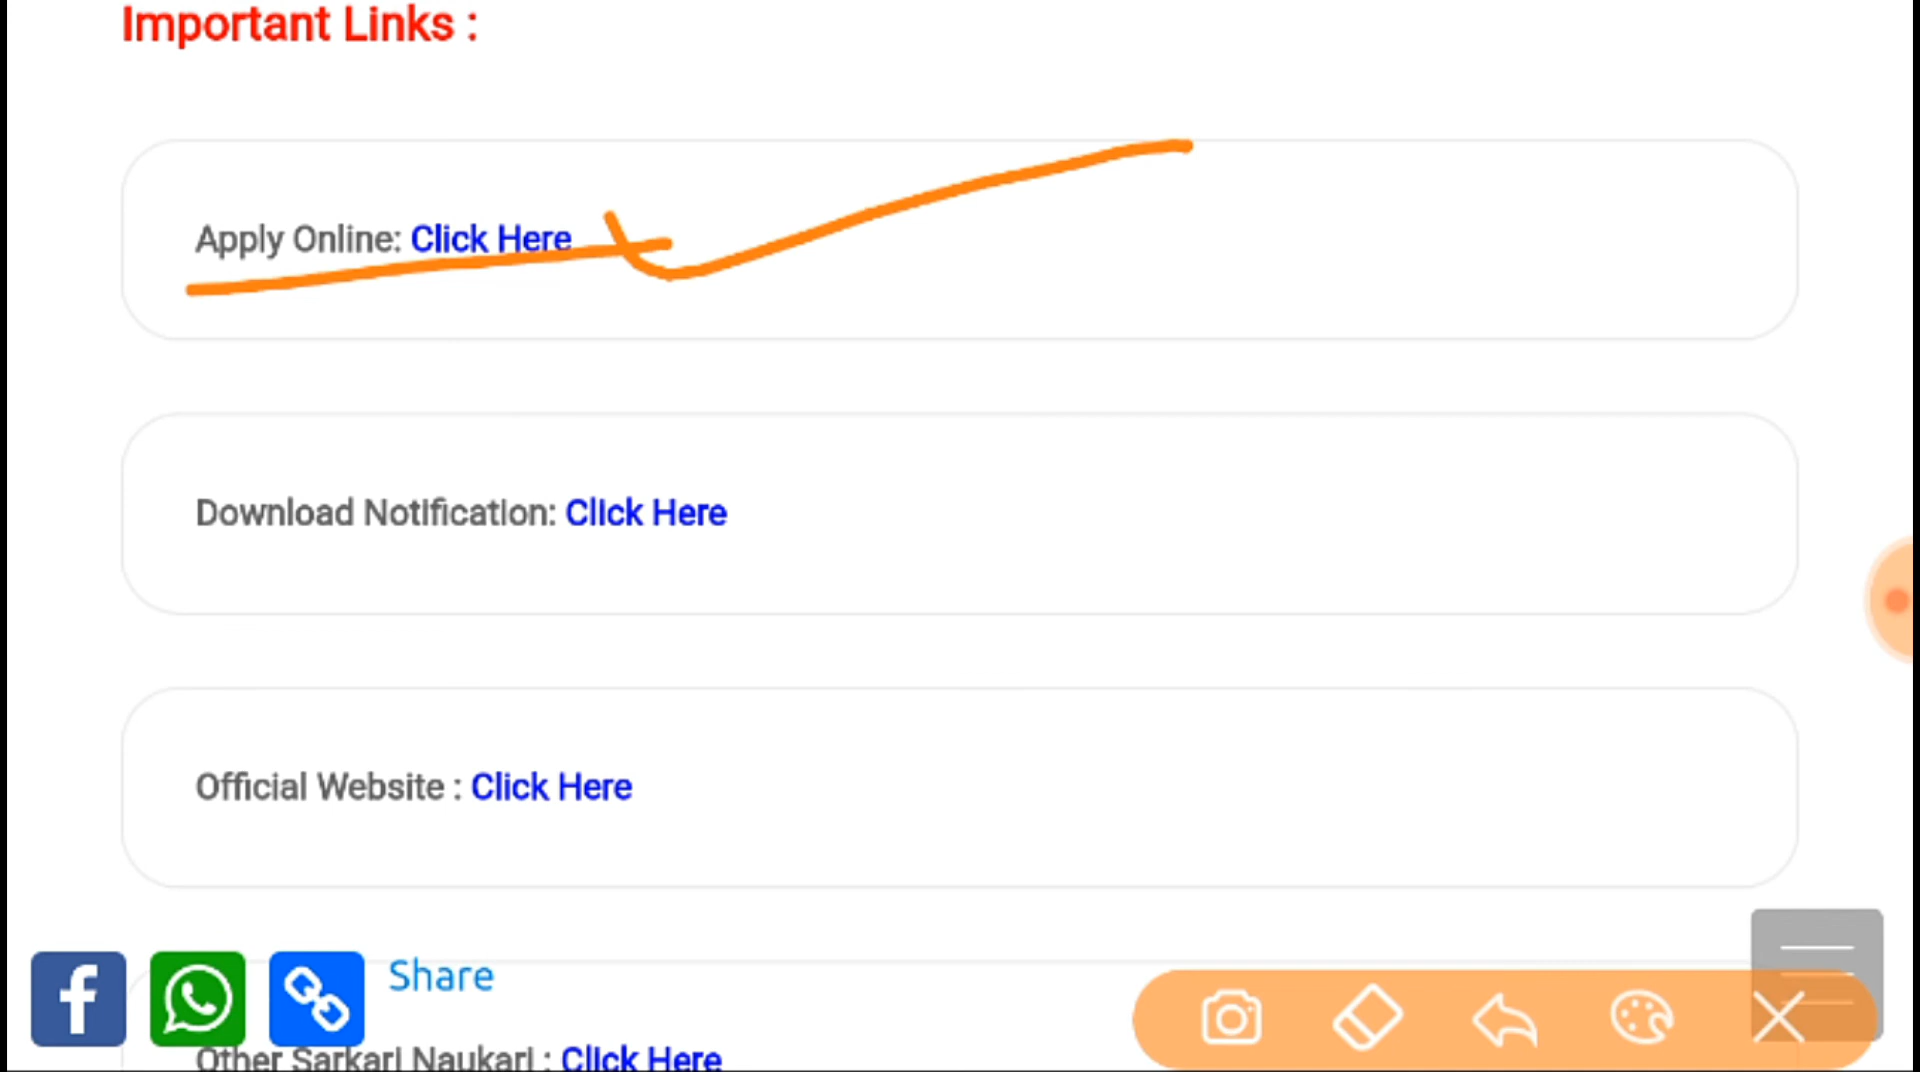 Important Links :
Apply Online: Click Here
Download Notification: Click Here
Official Website : Click Here
Share
Other Sarkari Naukari : Click Here